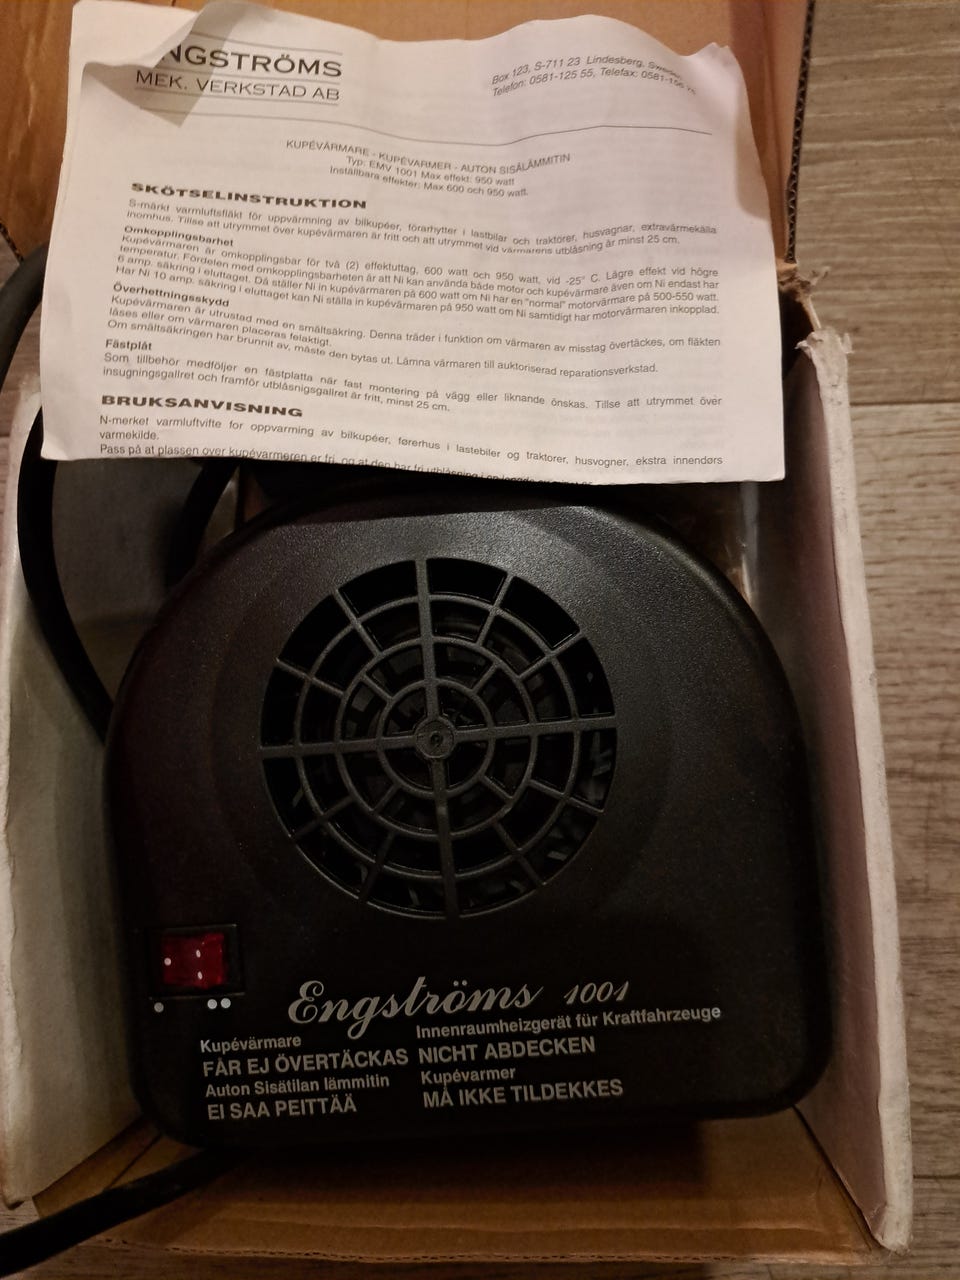 NGSTRÖMS
MEK. VERKSTAD AB
Box 123, S-711 23 Lindesberg, Sweden
Telefon: 0581-125 55, Telefax: 0581-
KUPÉVÄRMARE - KUPÉVARMER - AUTON SISÄLÄMMITIN
Typ: EMV 1001 Max effekt: 950 watt
Inställbara effekter: Max 600 och 950 watt.
SKÖTSELINSTRUKTION
S-märkt varmluftsfläkt för uppvärmning av bilkupéer, förarhytter i lastbilar och traktorer, husvagnar, extravärmekälla
inomhus. Tillse att utrymmet över kupévärmaren är fritt och att utrymmet vid värmarens utblåsning är minst 25 cm.
Omkopplingsbarhet
Kupévärmaren är omkopplingsbar för två (2) effektuttag, 600 watt och 950 watt, vid -25° C. Lägre effekt vid högre
temperatur. Fördelen med omkopplingsbarheten är att Ni kan använda både motor och kupévärmare även om Ni endast har
6 amp. säkring i eluttaget. Då ställer Ni in kupévärmaren på 600 watt om Ni har en "normal" motorvärmare på 500-550 watt.
Har Ni 10 amp. säkring i eluttaget kan Ni ställa in kupévärmaren på 950 watt om Ni samtidigt har motorvärmaren inkopplad.
Överhettningsskydd
Kupévärmaren är utrustad med en smältsäkring. Denna träder i funktion om värmaren av misstag övertäckes, om fläkten
låses eller om värmaren placeras felaktigt.
Om smältsäkringen har brunnit av, måste den bytas ut. Lämna värmaren till auktoriserad reparationsverkstad.
Fästplåt
Som tillbehör medföljer en fästplatta när fast montering på vägg eller liknande önskas. Tillse att utrymmet över
insugningsgallret och framför utblåsnigsgallret är fritt, minst 25 cm.
BRUKSANVISNING
N-merket varmluftvifte for oppvarming av bilkupéer, førerhus i lastebiler og traktorer, husvogner, ekstra innendørs
varmekilde.
Pass på at plassen over kupévarmeren er fri, og at den har fri utblåsning i
Engströms 1001
Kupévärmare
FÅR EJ ÖVERTÄCKAS
Auton Sisätilan lämmitin
EI SAA PEITTÄÄ
Innenraumheizgerät für Kraftfahrzeuge
NICHT ABDECKEN
Kupévarmer
MÅ IKKE TILDEKKES